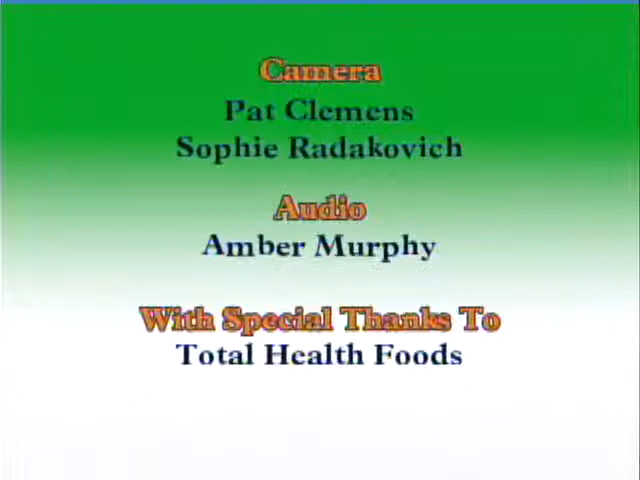 Camera
Pat Clemens
Sophie Radakovich
Audio
Amber Murphy
With Special Thanks To
Total Health Foods